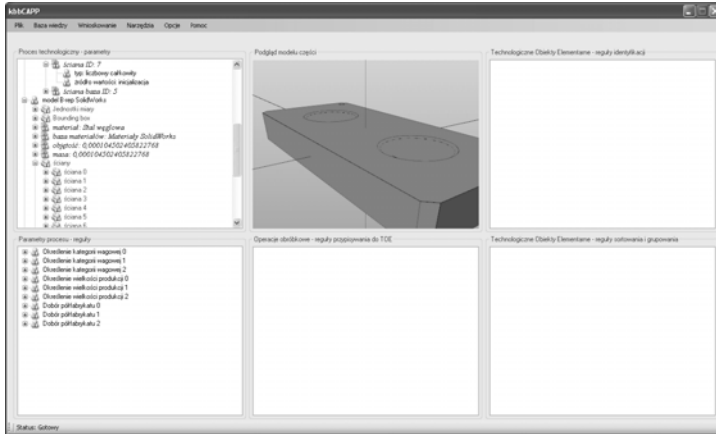 kbbCAPP
Plik Baza wiedzy Wnioskowanie Narzędzia Opcje Pomoc
Proces technologiczny - parametry
ściana ID: 7
typ: liczbowy całkowity
źródło wartości: inicjalizacja
ściana baza ID: 5
model B-rep SolidWorks
Jednostki miary
Bounding box
materiał: Stal węglowa
baza materiałów: Materiały SolidWorks
objętość: 0,000104502405822768
masa: 0,000104502405822768
ściany
ściana 0
ściana 1
ściana 2
ściana 3
ściana 4
ściana 5
ściana 6
Podgląd modelu części
Technologiczne Obiekty Elementarne - reguły identyfikacji
Parametry procesu - reguły
Określenie kategorii wagowej 0
Określenie kategorii wagowej 1
Określenie kategorii wagowej 2
Określenie wielkości produkcji 0
Określenie wielkości produkcji 1
Określenie wielkości produkcji 2
Dobór półfabrykatu 0
Dobór półfabrykatu 1
Dobór półfabrykatu 2
Operacje obróbkowe - reguły przypisywania do TOE
Technologiczne Obiekty Elementarne - reguły sortowania i grupowania
Status: Gotowy